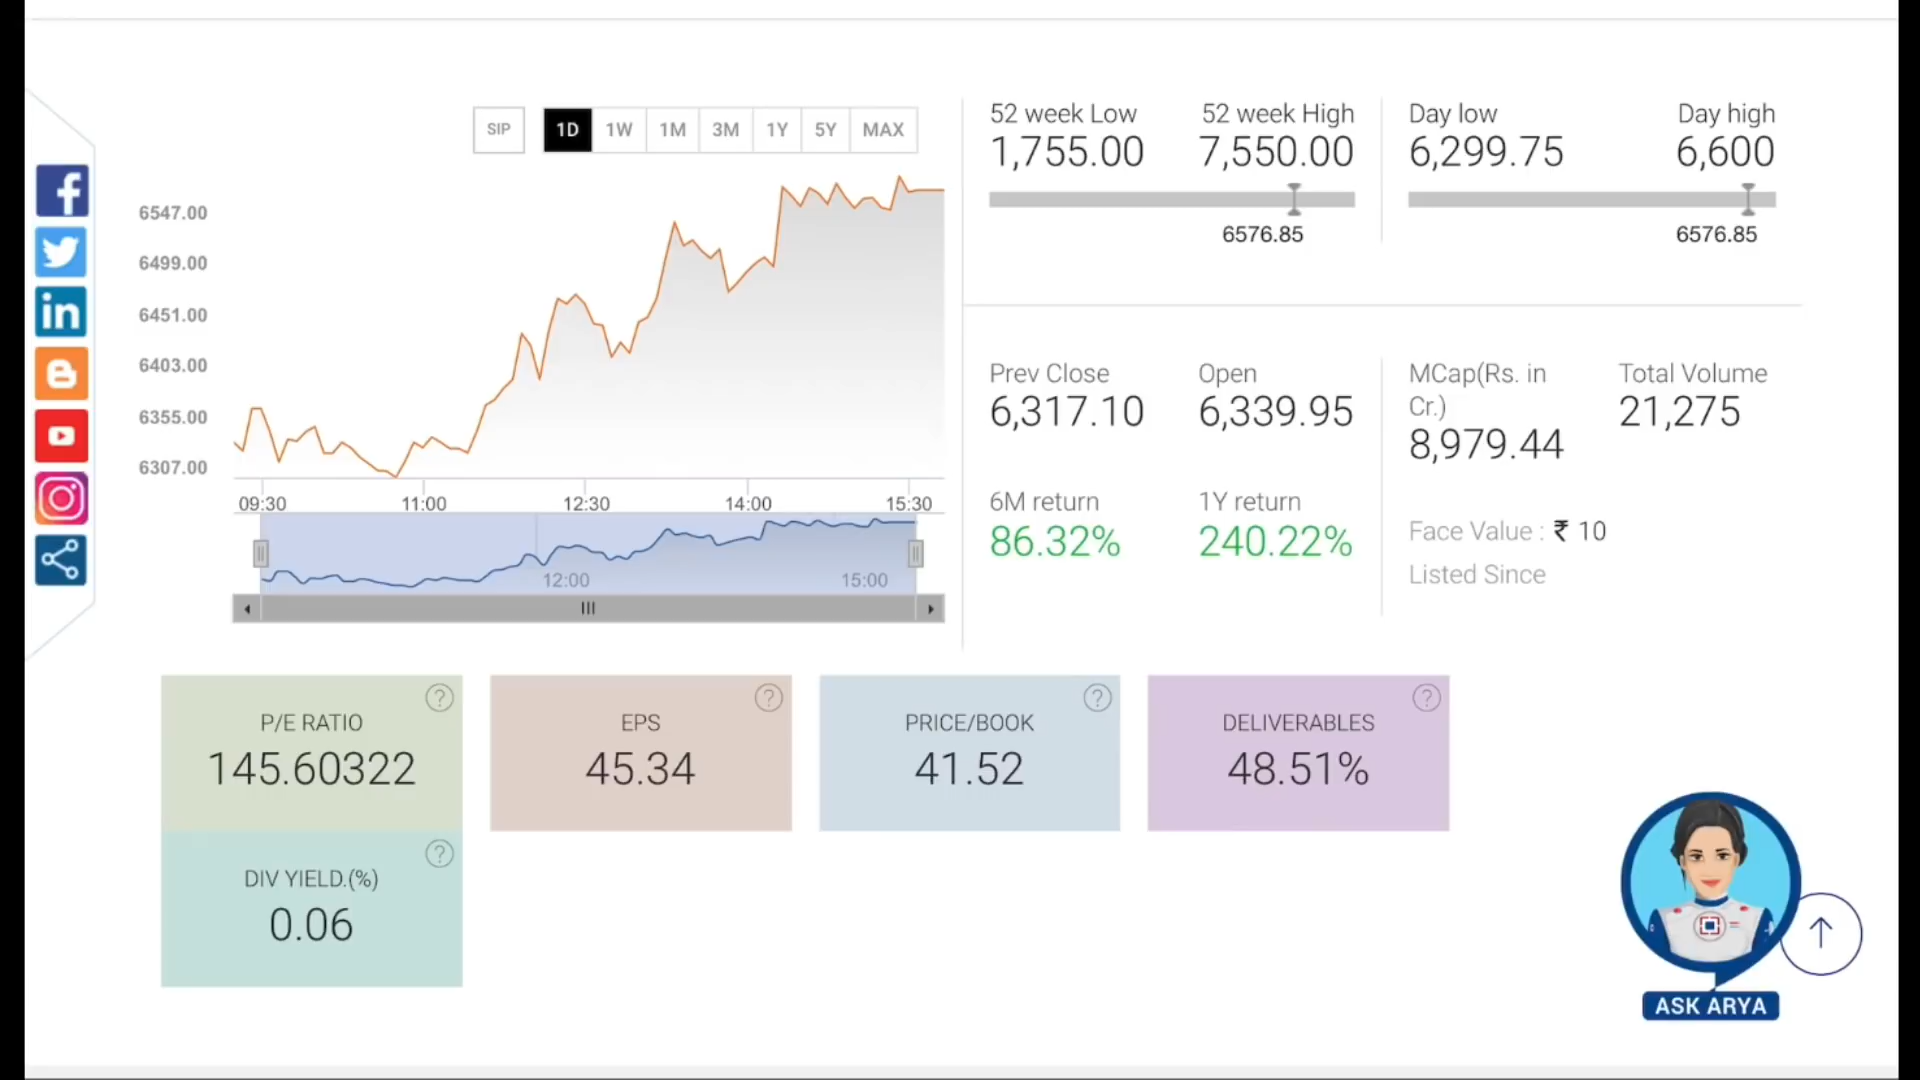 SIP 1D 1W 1M 3M 1Y 5Y MAX
6547.00
6499.00
6451.00
6403.00
6355.00
6307.00
09:30 11:00 12:30 14:00 15:30
12:00 15:00
52 week Low 52 week High
1,755.00 7,550.00
6576.85
Day low Day high
6,299.75 6,600
6576.85
Prev Close Open
6,317.10 6,339.95
6M return 1Y return
86.32% 240.22%
MCap(Rs. in
Cr.)
8,979.44
Total Volume
21,275
Face Value : ₹ 10
Listed Since
P/E RATIO
145.60322
EPS
45.34
PRICE/BOOK
41.52
DELIVERABLES
48.51%
DIV YIELD.(%)
0.06
ASK ARYA